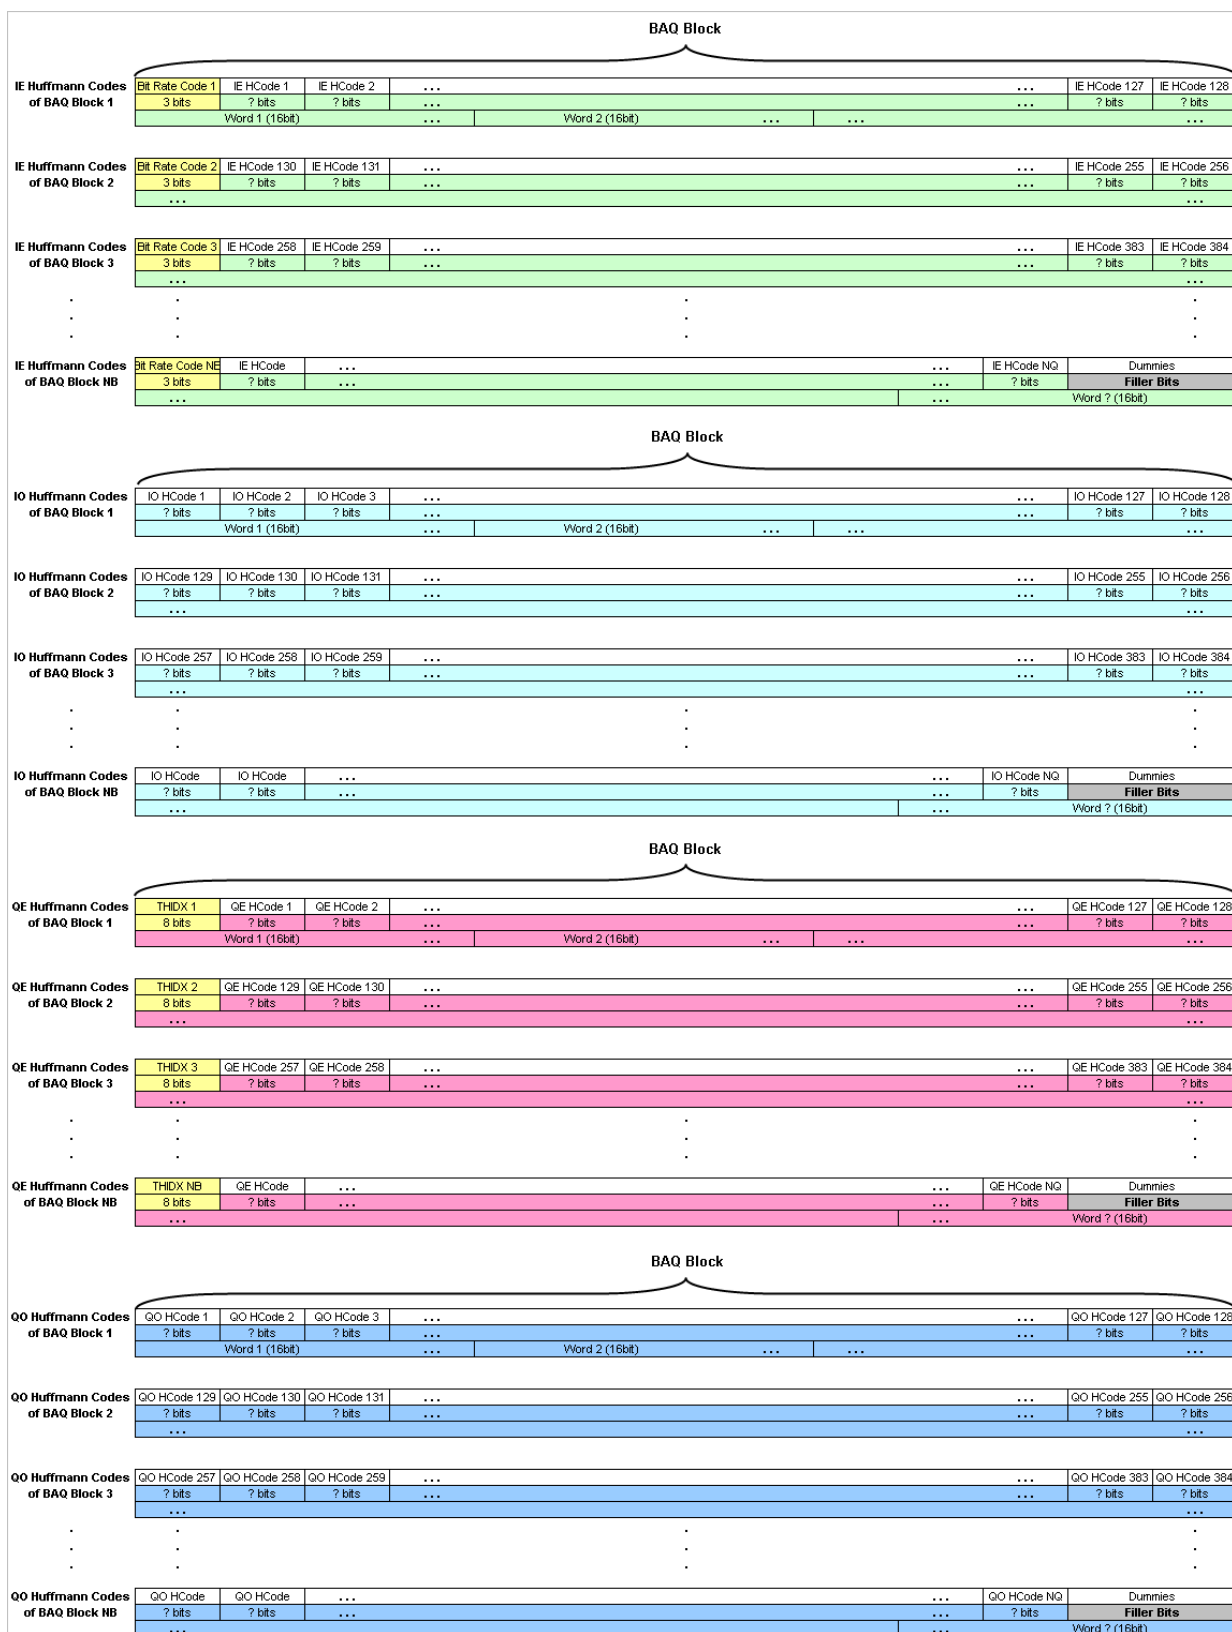 BAQ Block
IE Huffmann Codes of BAQ Block 1
Bit Rate Code 1 IE HCode 1 IE HCode 2 ... ... IE HCode 127 IE HCode 128
3 bits ? bits ? bits ... ... ? bits ? bits
Word 1 (16bit) ... Word 2 (16bit) ... ... ...
IE Huffmann Codes of BAQ Block 2
Bit Rate Code 2 IE HCode 130 IE HCode 131 ... ... IE HCode 255 IE HCode 256
3 bits ? bits ? bits ... ... ? bits ? bits
... ...
IE Huffmann Codes of BAQ Block 3
Bit Rate Code 3 IE HCode 258 IE HCode 259 ... ... IE HCode 383 IE HCode 384
3 bits ? bits ? bits ... ... ? bits ? bits
... ...
. . . .
. . . .
. . . .
IE Huffmann Codes of BAQ Block NB
Bit Rate Code NB IE HCode ... ... IE HCode NQ Dummies
3 bits ? bits ... ... ? bits Filler Bits
... ... Word ? (16bit)
BAQ Block
IO Huffmann Codes of BAQ Block 1
IO HCode 1 IO HCode 2 IO HCode 3 ... ... IO HCode 127 IO HCode 128
? bits ? bits ? bits ... ... ? bits ? bits
Word 1 (16bit) ... Word 2 (16bit) ... ... ...
IO Huffmann Codes of BAQ Block 2
IO HCode 129 IO HCode 130 IO HCode 131 ... ... IO HCode 255 IO HCode 256
? bits ? bits ? bits ... ... ? bits ? bits
... ...
IO Huffmann Codes of BAQ Block 3
IO HCode 257 IO HCode 258 IO HCode 259 ... ... IO HCode 383 IO HCode 384
? bits ? bits ? bits ... ... ? bits ? bits
... ...
. . . .
. . . .
. . . .
IO Huffmann Codes of BAQ Block NB
IO HCode IO HCode ... ... IO HCode NQ Dummies
? bits ? bits ... ... ? bits Filler Bits
... ... Word ? (16bit)
BAQ Block
QE Huffmann Codes of BAQ Block 1
THIDX 1 QE HCode 1 QE HCode 2 ... ... QE HCode 127 QE HCode 128
8 bits ? bits ? bits ... ... ? bits ? bits
Word 1 (16bit) ... Word 2 (16bit) ... ... ...
QE Huffmann Codes of BAQ Block 2
THIDX 2 QE HCode 129 QE HCode 130 ... ... QE HCode 255 QE HCode 256
8 bits ? bits ? bits ... ... ? bits ? bits
... ...
QE Huffmann Codes of BAQ Block 3
THIDX 3 QE HCode 257 QE HCode 258 ... ... QE HCode 383 QE HCode 384
8 bits ? bits ? bits ... ... ? bits ? bits
... ...
. . . .
. . . .
. . . .
QE Huffmann Codes of BAQ Block NB
THIDX NB QE HCode ... ... QE HCode NQ Dummies
8 bits ? bits ... ... ? bits Filler Bits
... ... Word ? (16bit)
BAQ Block
QO Huffmann Codes of BAQ Block 1
QO HCode 1 QO HCode 2 QO HCode 3 ... ... QO HCode 127 QO HCode 128
? bits ? bits ? bits ... ... ? bits ? bits
Word 1 (16bit) ... Word 2 (16bit) ... ... ...
QO Huffmann Codes of BAQ Block 2
QO HCode 129 QO HCode 130 QO HCode 131 ... ... QO HCode 255 QO HCode 256
? bits ? bits ? bits ... ... ? bits ? bits
... ...
QO Huffmann Codes of BAQ Block 3
QO HCode 257 QO HCode 258 QO HCode 259 ... ... QO HCode 383 QO HCode 384
? bits ? bits ? bits ... ... ? bits ? bits
... ...
. . . .
. . . .
. . . .
QO Huffmann Codes of BAQ Block NB
QO HCode QO HCode ... ... QO HCode NQ Dummies
? bits ? bits ... ... ? bits Filler Bits
... ... Word ? (16bit)